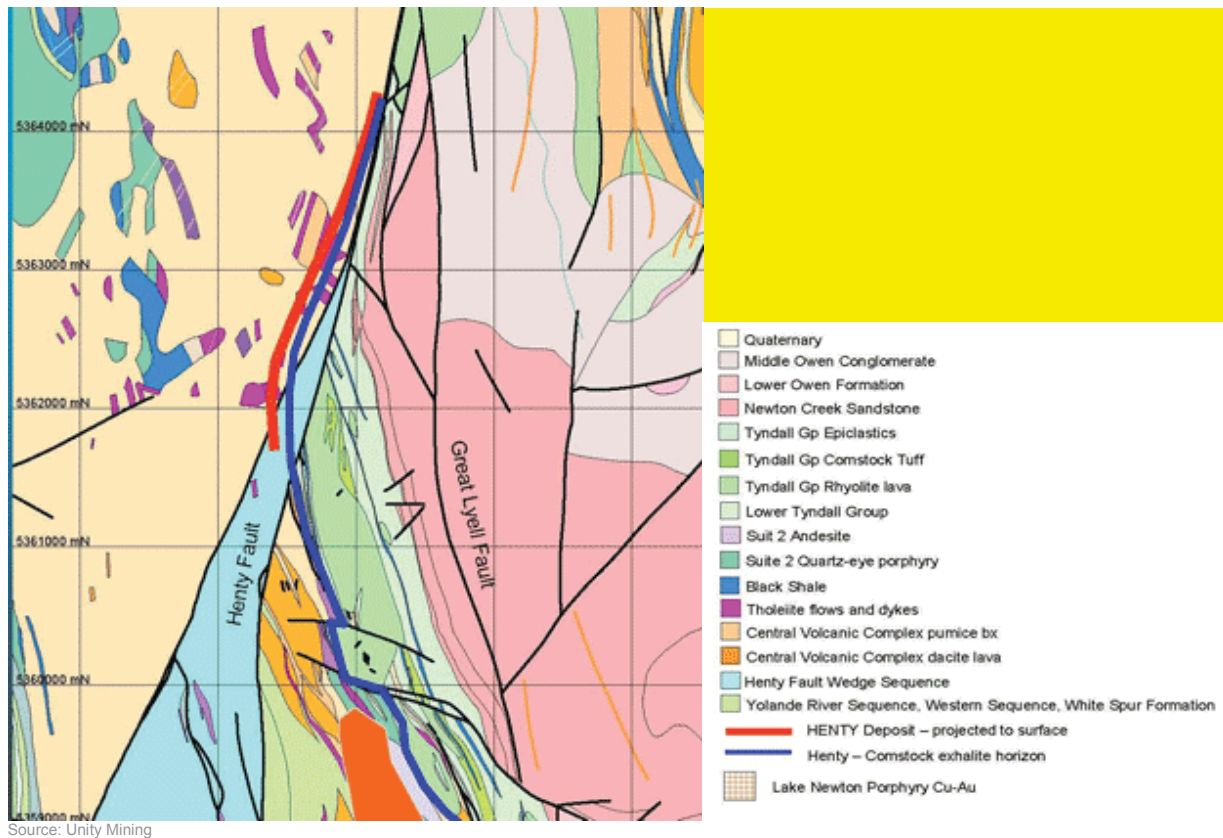 5364000 mN
5363000 mN
5362000 mN
5361000 mN
5360000 mN
5359000 mN
Henty Fault
Great Lyell Fault
Quaternary
Middle Owen Conglomerate
Lower Owen Formation
Newton Creek Sandstone
Tyndall Gp Epiclastics
Tyndall Gp Comstock Tuff
Tyndall Gp Rhyolite lava
Lower Tyndall Group
Suit 2 Andesite
Suite 2 Quartz-eye porphyry
Black Shale
Tholeiite flows and dykes
Central Volcanic Complex pumice bx
Central Volcanic Complex dacite lava
Henty Fault Wedge Sequence
Yolande River Sequence, Western Sequence, White Spur Formation
HENTY Deposit – projected to surface
Henty – Comstock exhalite horizon
Lake Newton Porphyry Cu-Au
Source: Unity Mining